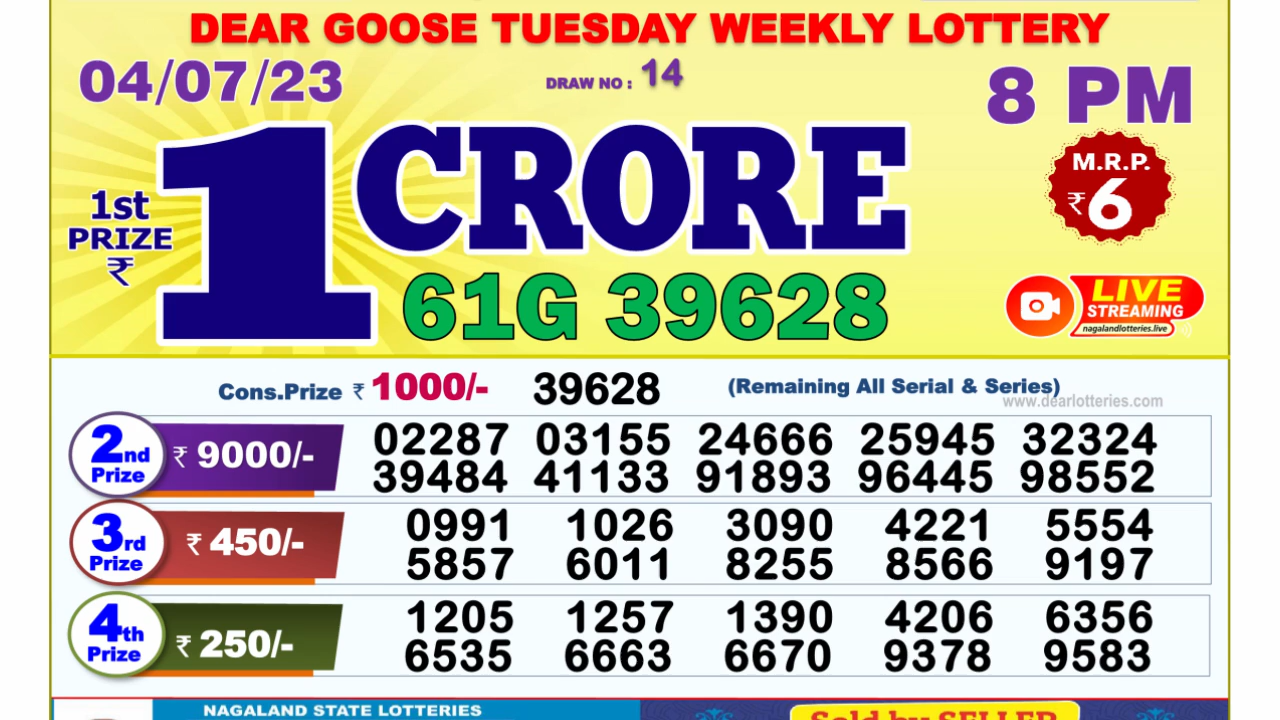 DEAR GOOSE TUESDAY WEEKLY LOTTERY
04/07/23
DRAW NO : 14
8 PM
M.R.P.
₹6
1st
PRIZE
₹
1 CRORE
61G 39628
LIVE
STREAMING
nagalandlotteries.live
Cons.Prize ₹ 1000/- 39628 (Remaining All Serial & Series)
www.dearlotteries.com
2nd Prize ₹ 9000/-
02287 03155 24666 25945 32324
39484 41133 91893 96445 98552
3rd Prize ₹ 450/-
0991 1026 3090 4221 5554
5857 6011 8255 8566 9197
4th Prize ₹ 250/-
1205 1257 1390 4206 6356
6535 6663 6670 9378 9583
NAGALAND STATE LOTTERIES
Sold by SELLER